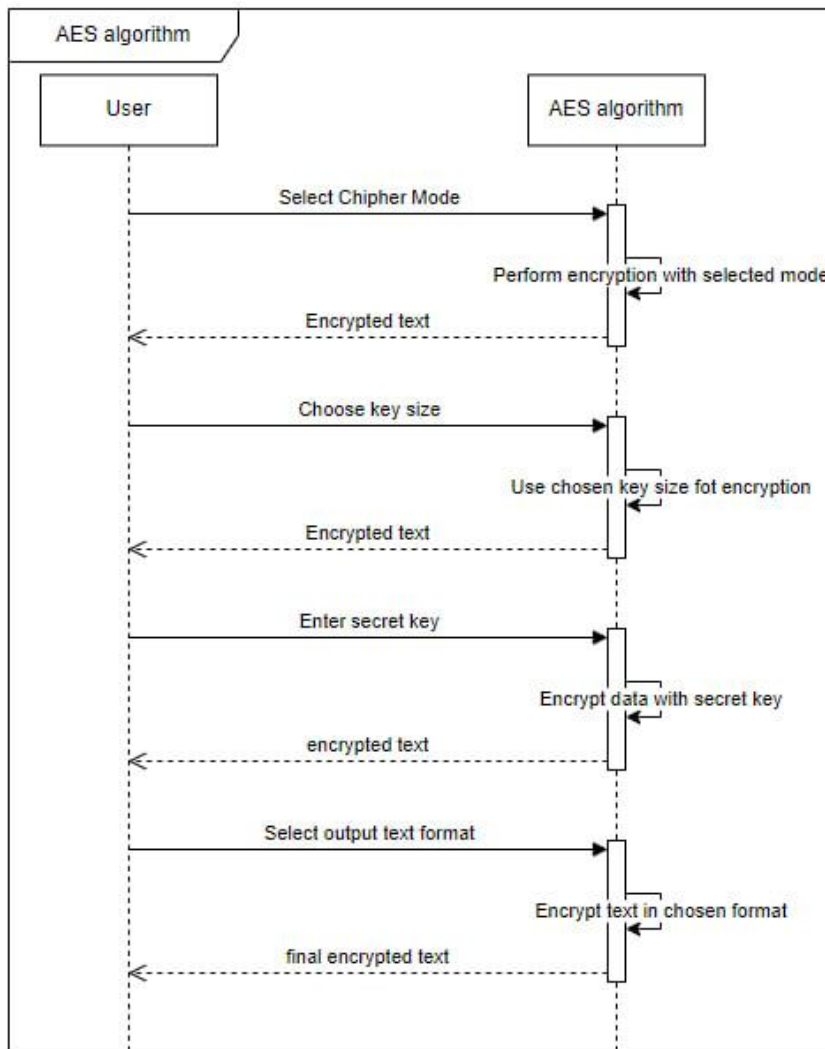 AES algorithm
User
AES algorithm
Select Chipher Mode
Perform encryption with selected mode
Encrypted text
Choose key size
Use chosen key size fot encryption
Encrypted text
Enter secret key
Encrypt data with secret key
encrypted text
Select output text format
Encrypt text in chosen format
final encrypted text